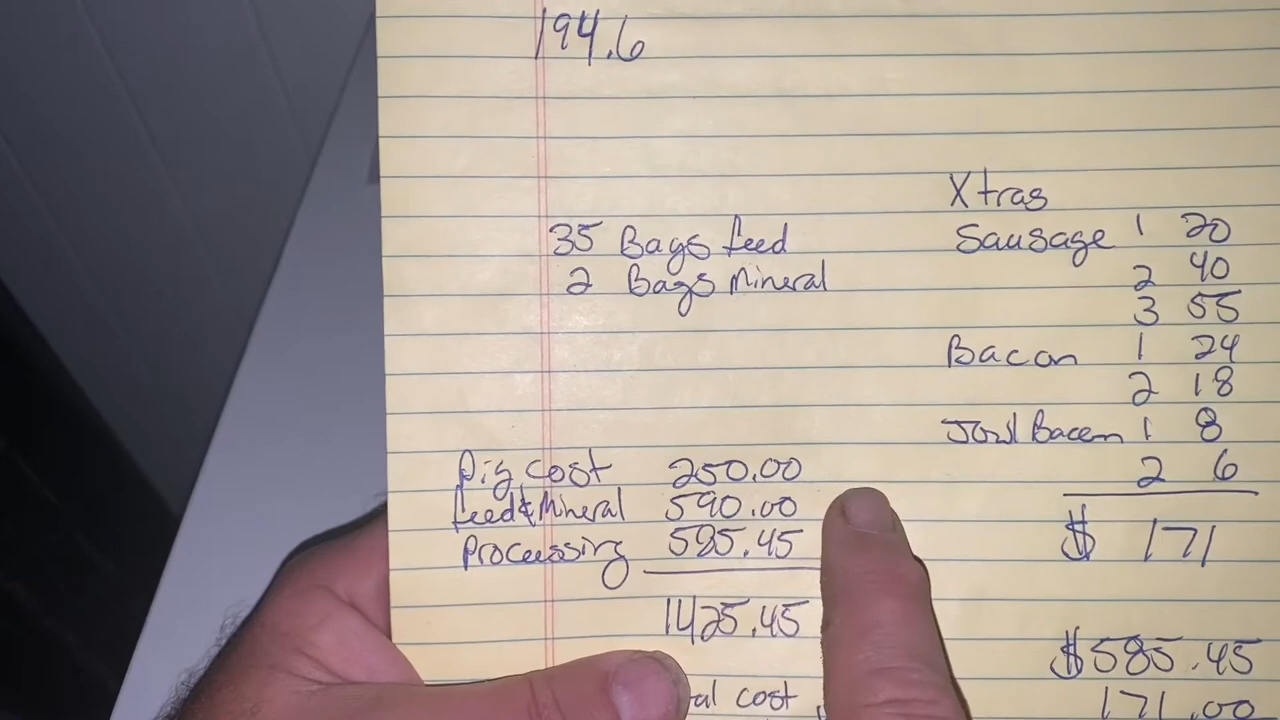 194.6
35 Bags feed
2 Bags Mineral
Xtras
Sausage 1 20
2 40
3 55
Bacon 1 24
2 18
Jowl Bacon 1 8
2 6
$ 171
Pig cost 250.00
feed & Mineral 590.00
Processing 585.45
1425.45
al cost
$585.45
171.00